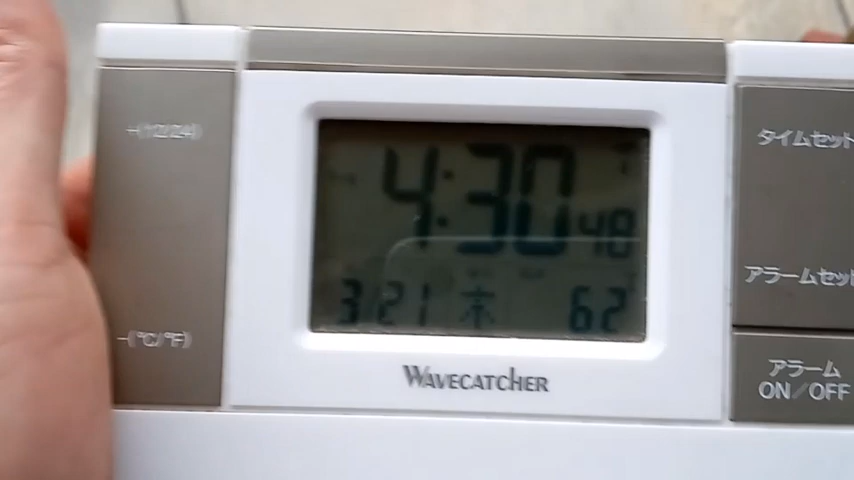 -(12/24)
-(°C/°F)
4:30 48
3/21 木 62
WAVECATCHER
タイムセット
アラームセット
アラーム
ON/OFF